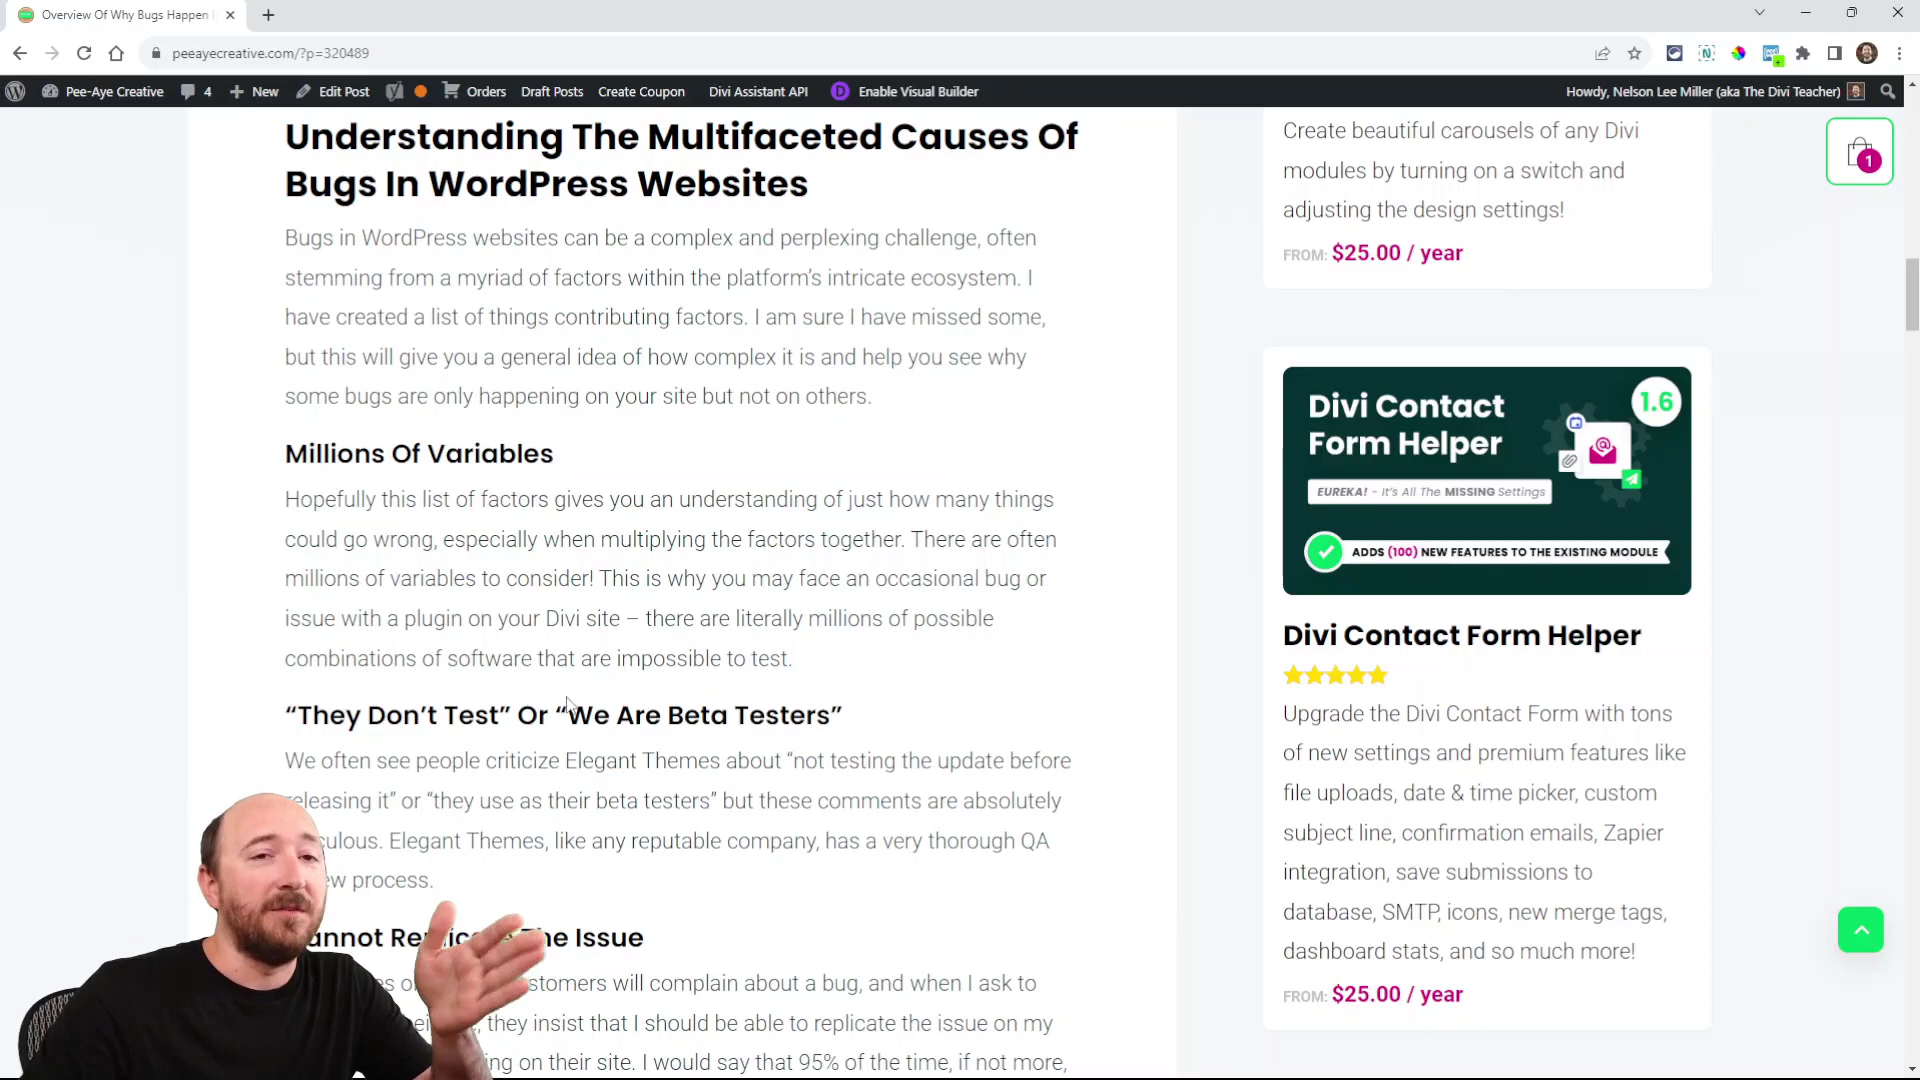 Overview Of Why Bugs Happen
peeayecreative.com/?p=320489
Pee-Aye Creative
4
New
Edit Post
Orders
Draft Posts
Create Coupon
Divi Assistant API
D
Enable Visual Builder
Howdy, Nelson Lee Miller (aka The Divi Teacher)
Understanding The Multifaceted Causes Of
Bugs In WordPress Websites
Bugs in WordPress websites can be a complex and perplexing challenge, often
stemming from a myriad of factors within the platform's intricate ecosystem. I
have created a list of things contributing factors. I am sure I have missed some,
but this will give you a general idea of how complex it is and help you see why
some bugs are only happening on your site but not on others.
Millions Of Variables
Hopefully this list of factors gives you an understanding of just how many things
could go wrong, especially when multiplying the factors together. There are often
millions of variables to consider! This is why you may face an occasional bug or
issue with a plugin on your Divi site – there are literally millions of possible
combinations of software that are impossible to test.
“They Don't Test” Or “We Are Beta Testers”
We often see people criticize Elegant Themes about “not testing the update before
releasing it” or “they use as their beta testers” but these comments are absolutely
culous. Elegant Themes, like any reputable company, has a very thorough QA
process.
The Issue
stomers will complain about a bug, and when I ask to
they insist that I should be able to replicate the issue on my
ng on their site. I would say that 95% of the time, if not more,
Create beautiful carousels of any Divi
modules by turning on a switch and
adjusting the design settings!
FROM: $25.00 / year
1
Divi Contact
Form Helper
1.6
EUREKA! - It's All The MISSING Settings
ADDS (100) NEW FEATURES TO THE EXISTING MODULE
Divi Contact Form Helper
Upgrade the Divi Contact Form with tons
of new settings and premium features like
file uploads, date & time picker, custom
subject line, confirmation emails, Zapier
integration, save submissions to
database, SMTP, icons, new merge tags,
dashboard stats, and so much more!
FROM: $25.00 / year